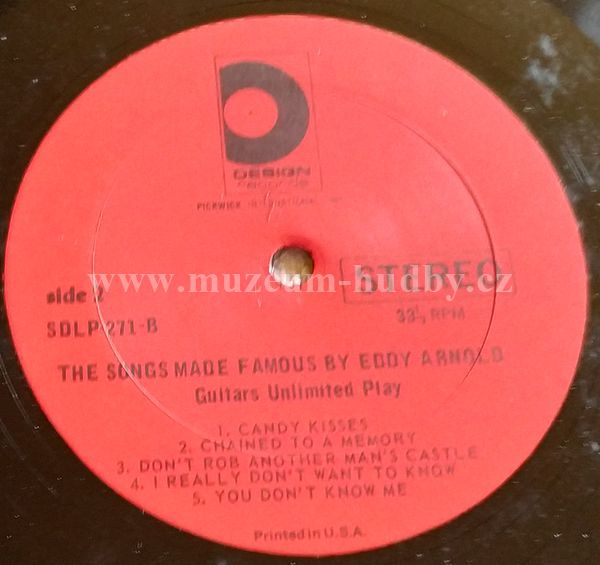 DESIGN
records
PICKWICK INTERNATIONAL
www.muzeum-hudby.cz
STEREO
side 2
SDLP 271-B
33⅓ RPM
THE SONGS MADE FAMOUS BY EDDY ARNOLD
Guitars Unlimited Play
1. CANDY KISSES
2. CHAINED TO A MEMORY
3. DON'T ROB ANOTHER MAN'S CASTLE
4. I REALLY DON'T WANT TO KNOW
5. YOU DON'T KNOW ME
Printed in U.S.A.